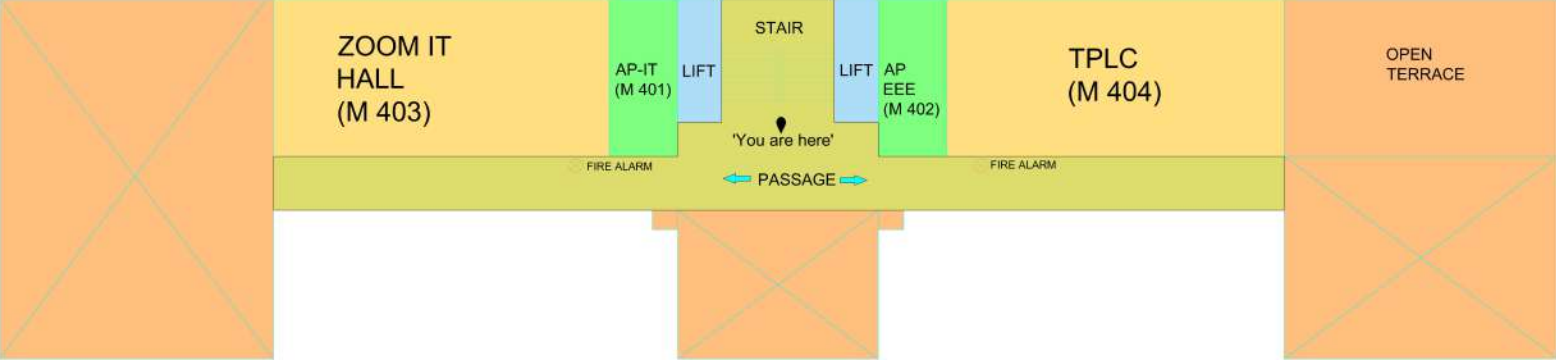 ZOOM IT
HALL
(M 403)
AP-IT
(M 401)
LIFT
STAIR
LIFT
AP
EEE
(M 402)
TPLC
(M 404)
OPEN
TERRACE
'You are here'
FIRE ALARM
PASSAGE
FIRE ALARM